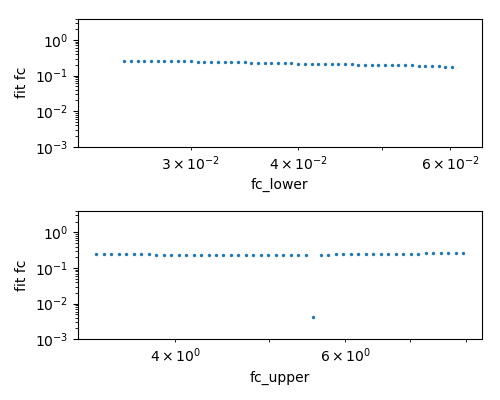 10⁰
10⁻¹
10⁻²
10⁻³
fit fc
3 × 10⁻² 4 × 10⁻² 6 × 10⁻²
fc_lower
10⁰
10⁻¹
10⁻²
10⁻³
fit fc
4 × 10⁰ 6 × 10⁰
fc_upper